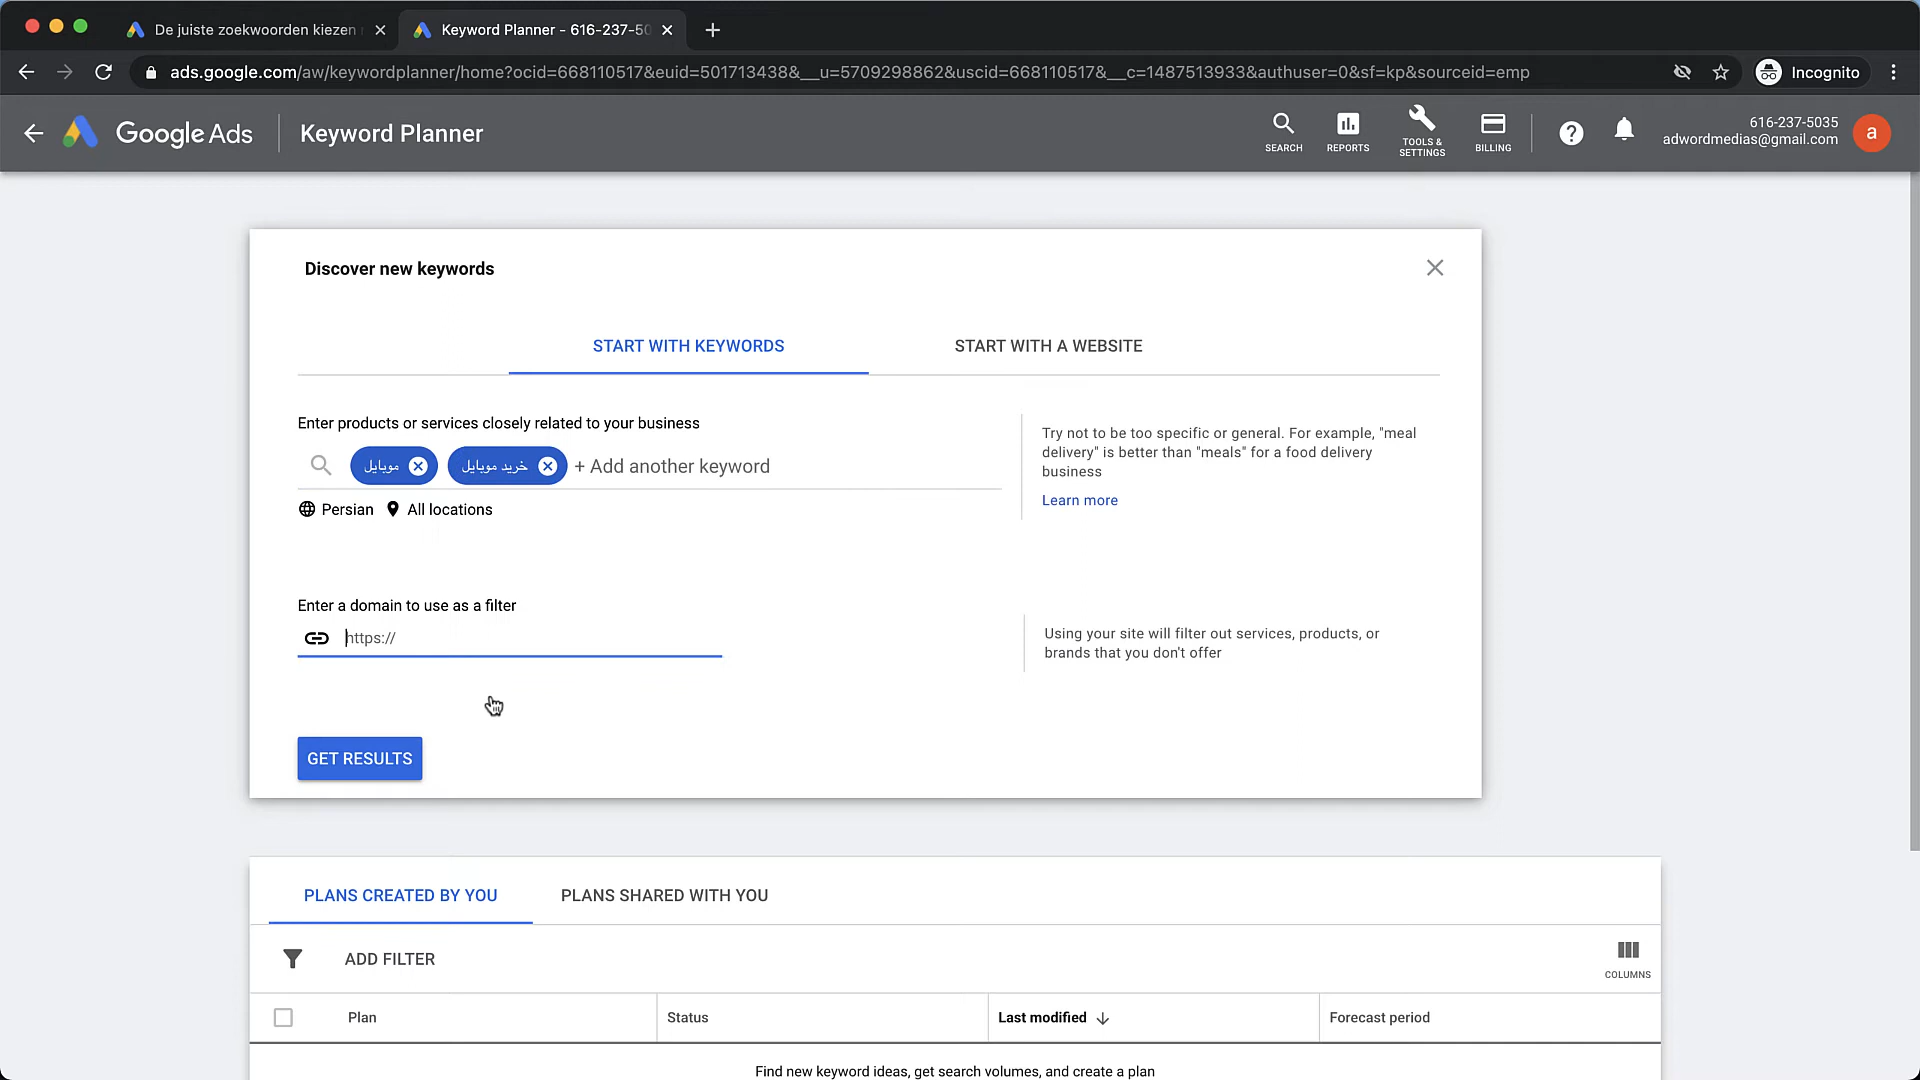 De juiste zoekwoorden kiezen
Keyword Planner - 616-237-50
ads.google.com/aw/keywordplanner/home?ocid=668110517&euid=501713438&__u=5709298862&uscid=668110517&__c=1487513933&authuser=0&sf=kp&sourceid=emp
Incognito
Google Ads
Keyword Planner
SEARCH
REPORTS
TOOLS &
SETTINGS
BILLING
616-237-5035
adwordmedias@gmail.com
a
Discover new keywords
START WITH KEYWORDS
START WITH A WEBSITE
Enter products or services closely related to your business
موبایل
خرید موبایل
+ Add another keyword
Persian
All locations
Try not to be too specific or general. For example, "meal
delivery" is better than "meals" for a food delivery
business
Learn more
Enter a domain to use as a filter
https://
Using your site will filter out services, products, or
brands that you don't offer
GET RESULTS
PLANS CREATED BY YOU
PLANS SHARED WITH YOU
ADD FILTER
COLUMNS
Plan
Status
Last modified
Forecast period
Find new keyword ideas, get search volumes, and create a plan